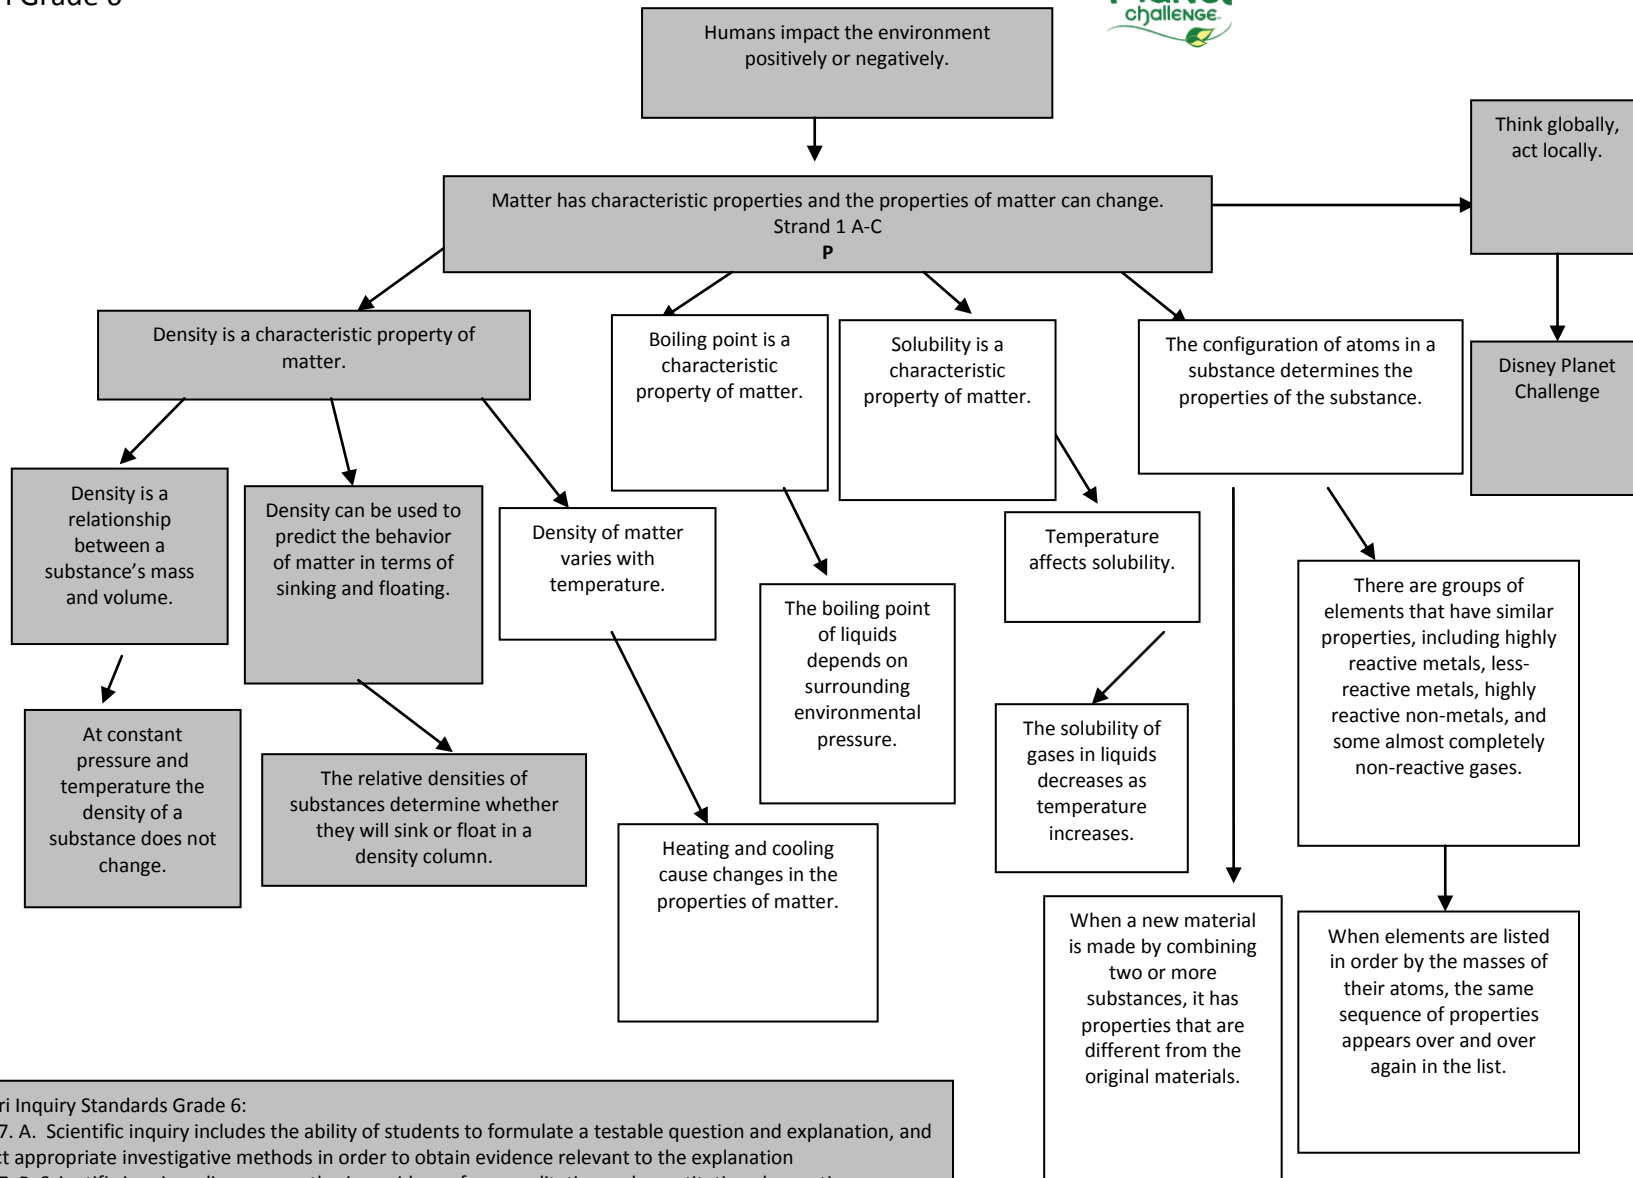 Grade 6
challenge
Humans impact the environment
positively or negatively.
Think globally,
act locally.
Matter has characteristic properties and the properties of matter can change.
Strand 1 A-C
P
Density is a characteristic property of
matter.
Boiling point is a
characteristic
property of matter.
Solubility is a
characteristic
property of matter.
The configuration of atoms in a
substance determines the
properties of the substance.
Disney Planet
Challenge
Density is a
relationship
between a
substance’s mass
and volume.
Density can be used to
predict the behavior
of matter in terms of
sinking and floating.
Density of matter
varies with
temperature.
Temperature
affects solubility.
The boiling point
of liquids
depends on
surrounding
environmental
pressure.
There are groups of
elements that have similar
properties, including highly
reactive metals, less-
reactive metals, highly
reactive non-metals, and
some almost completely
non-reactive gases.
At constant
pressure and
temperature the
density of a
substance does not
change.
The relative densities of
substances determine whether
they will sink or float in a
density column.
The solubility of
gases in liquids
decreases as
temperature
increases.
Heating and cooling
cause changes in the
properties of matter.
When a new material
is made by combining
two or more
substances, it has
properties that are
different from the
original materials.
When elements are listed
in order by the masses of
their atoms, the same
sequence of properties
appears over and over
again in the list.
ri Inquiry Standards Grade 6:
7. A.  Scientific inquiry includes the ability of students to formulate a testable question and explanation, and
ct appropriate investigative methods in order to obtain evidence relevant to the explanation